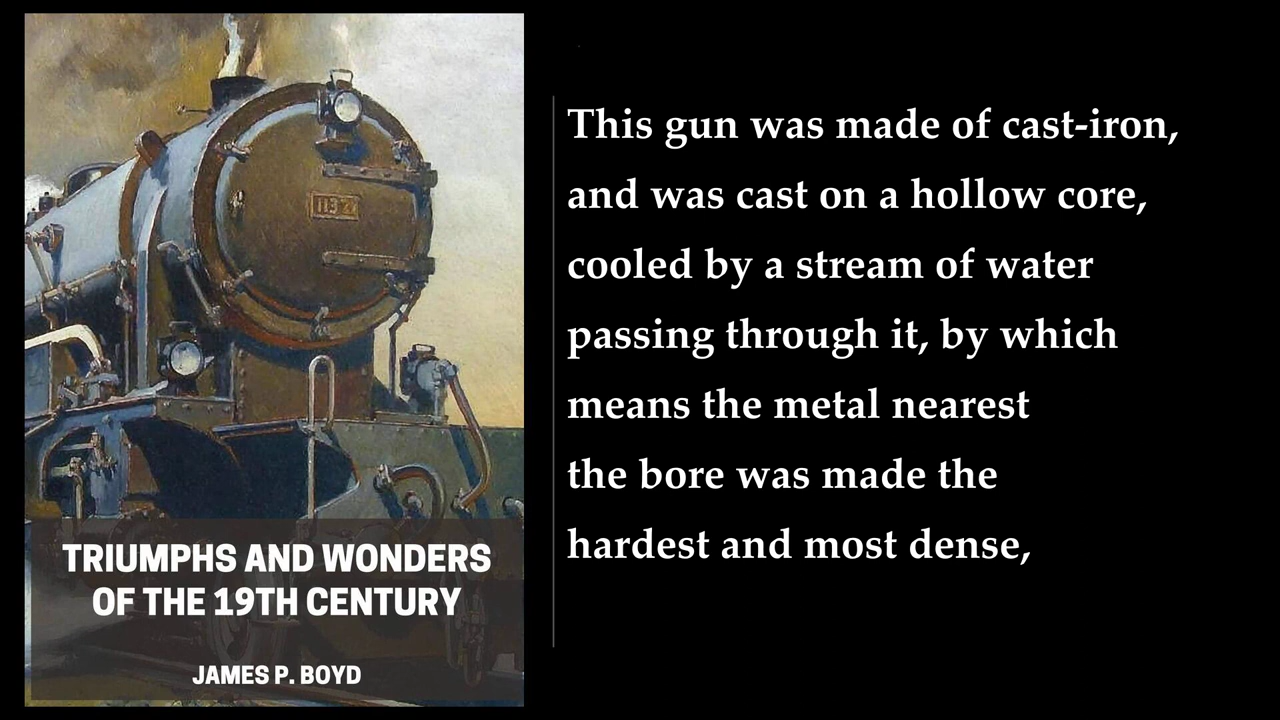 This gun was made of cast-iron,
and was cast on a hollow core,
cooled by a stream of water
passing through it, by which
means the metal nearest
the bore was made the
hardest and most dense,
TRIUMPHS AND WONDERS
OF THE 19TH CENTURY
JAMES P. BOYD